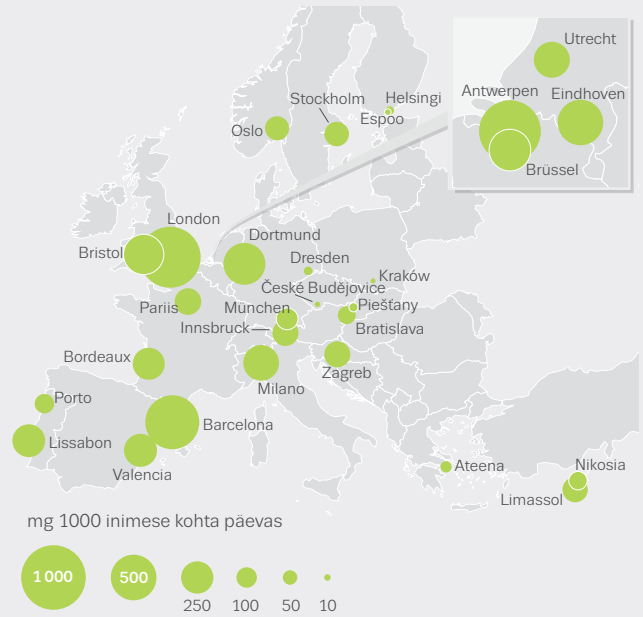 Utrecht
Antwerpen
Eindhoven
Brüssel
Stockholm
Helsingi
Espoo
Oslo
London
Bristol
Dortmund
Dresden
Kraków
České Budějovice
Pariis
München
Piešťany
Innsbruck
Bratislava
Bordeaux
Zagreb
Milano
Porto
Barcelona
Lissabon
Valencia
Ateena
Nikosia
Limassol
mg 1000 inimese kohta päevas
1 000
500
250
100
50
10